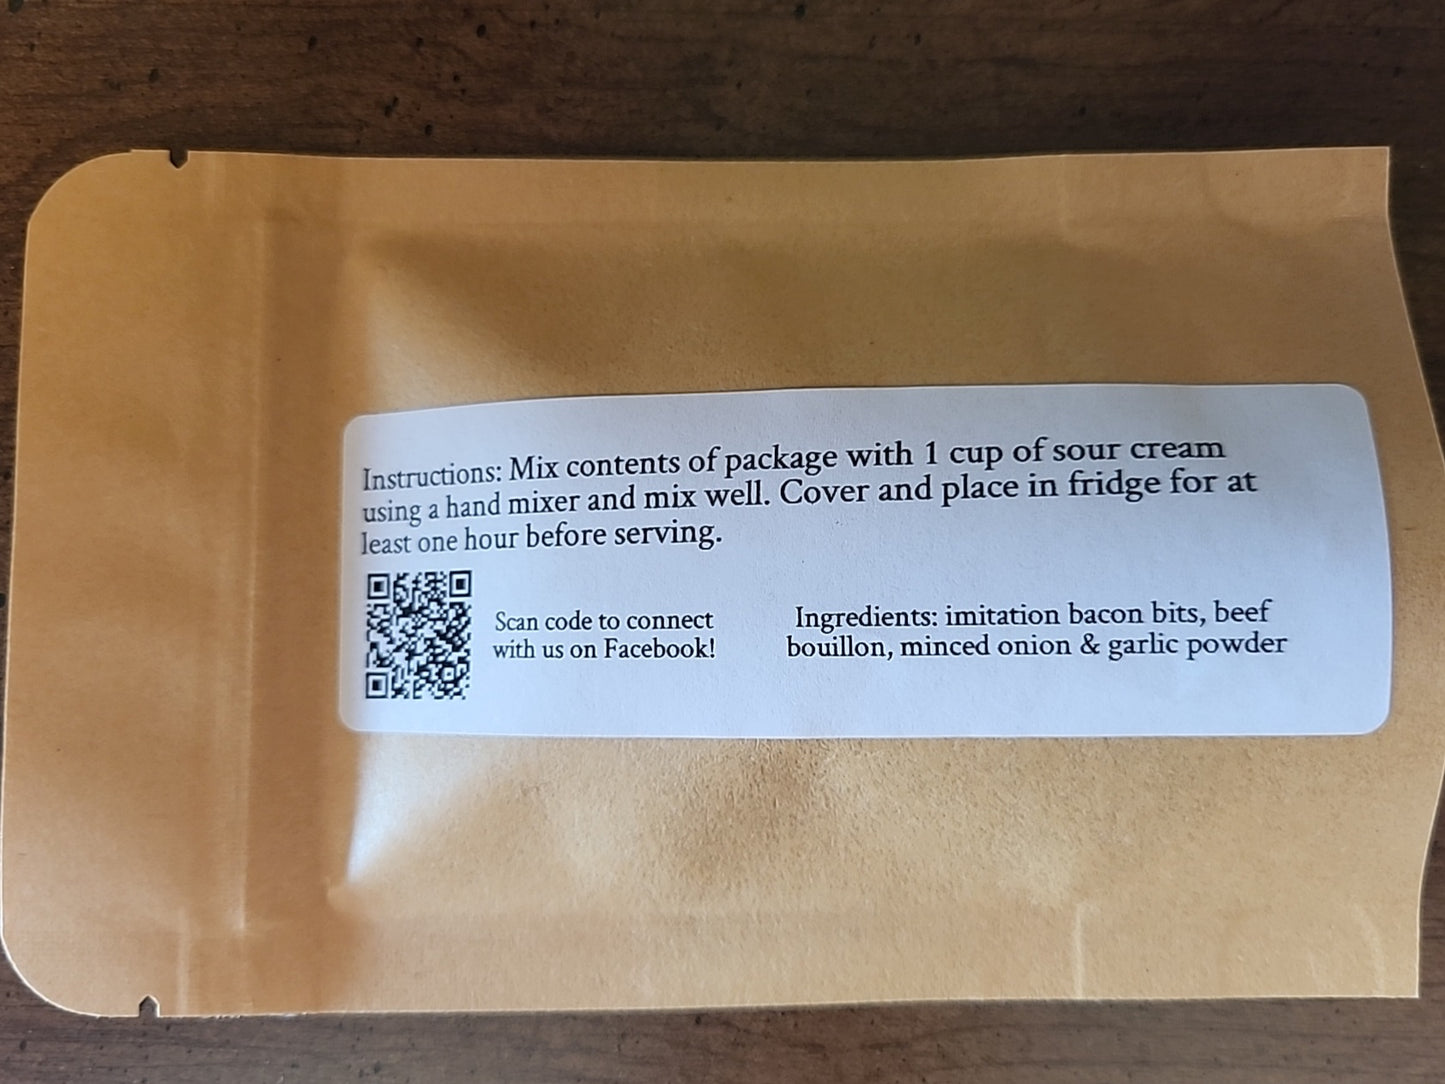 Instructions: Mix contents of package with 1 cup of sour cream
using a hand mixer and mix well. Cover and place in fridge for at
least one hour before serving.
Scan code to connect
with us on Facebook!
Ingredients: imitation bacon bits, beef
bouillon, minced onion & garlic powder